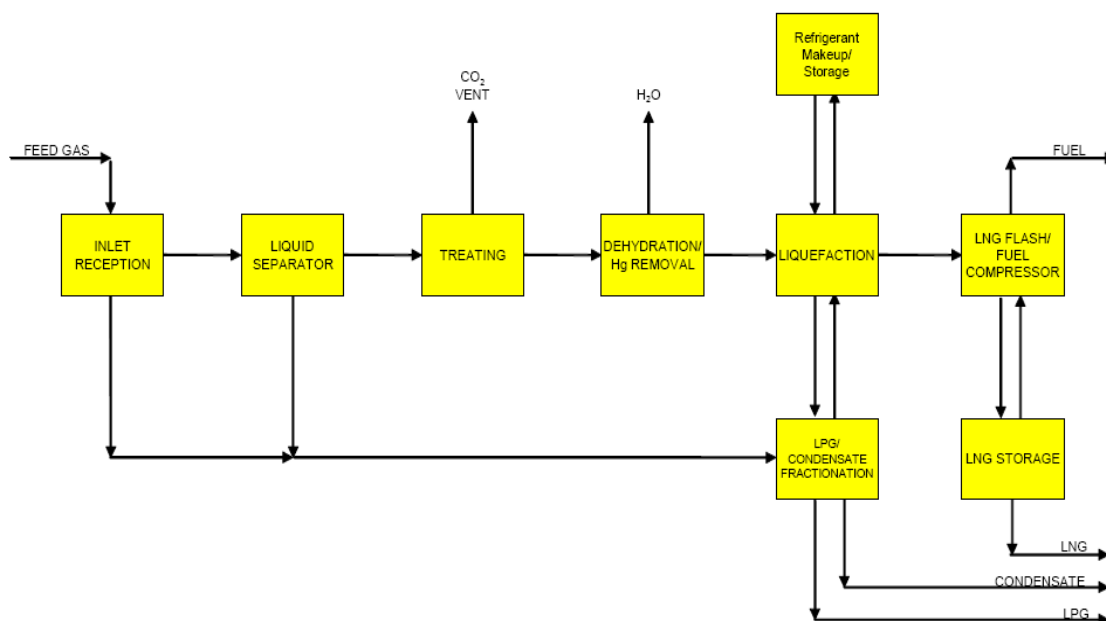 Refrigerant
Makeup/
Storage
CO₂
VENT
H₂O
FEED GAS
FUEL
INLET
RECEPTION
LIQUID
SEPARATOR
TREATING
DEHYDRATION/
Hg REMOVAL
LIQUEFACTION
LNG FLASH/
FUEL
COMPRESSOR
LPG/
CONDENSATE
FRACTIONATION
LNG STORAGE
LNG
CONDENSATE
LPG